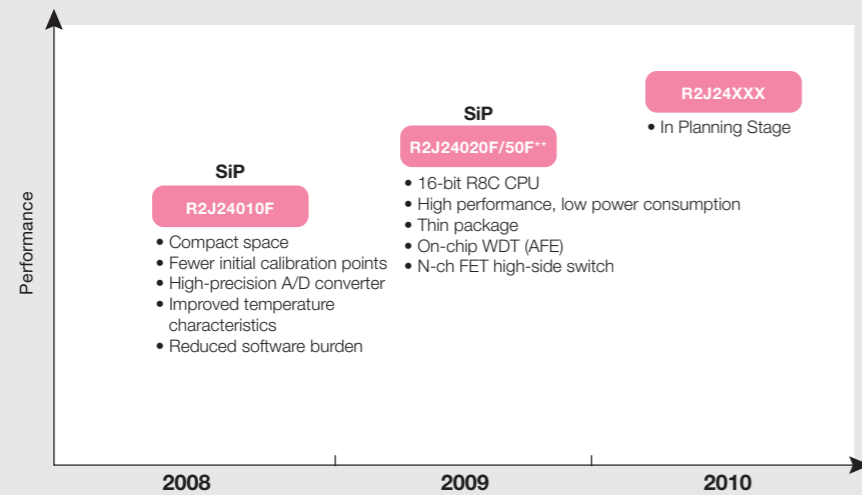 Performance
SiP
R2J24010F
• Compact space
• Fewer initial calibration points
• High-precision A/D converter
• Improved temperature
characteristics
• Reduced software burden
SiP
R2J24020F/50F**
• 16-bit R8C CPU
• High performance, low power consumption
• Thin package
• On-chip WDT (AFE)
• N-ch FET high-side switch
R2J24XXX
• In Planning Stage
2008
2009
2010